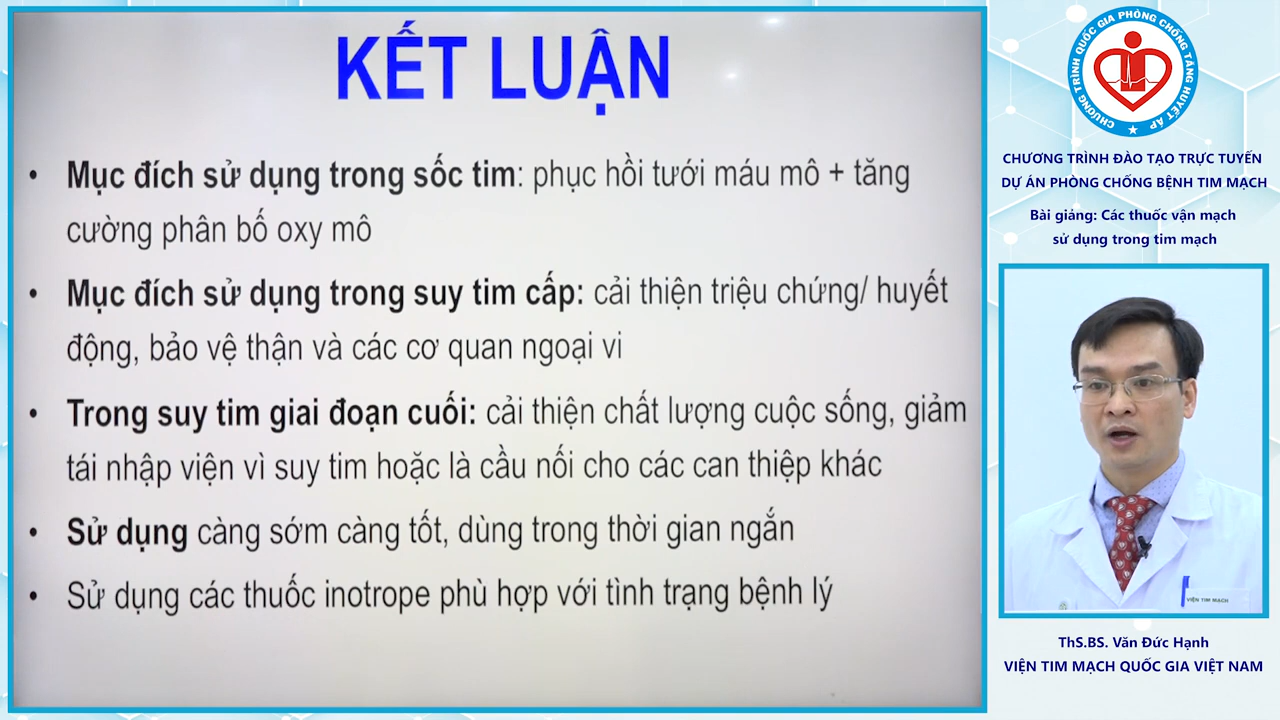 KẾT LUẬN
• Mục đích sử dụng trong sốc tim: phục hồi tưới máu mô + tăng
cường phân bố oxy mô
• Mục đích sử dụng trong suy tim cấp: cải thiện triệu chứng/ huyết
động, bảo vệ thận và các cơ quan ngoại vi
• Trong suy tim giai đoạn cuối: cải thiện chất lượng cuộc sống, giảm
tái nhập viện vì suy tim hoặc là cầu nối cho các can thiệp khác
• Sử dụng càng sớm càng tốt, dùng trong thời gian ngắn
• Sử dụng các thuốc inotrope phù hợp với tình trạng bệnh lý
CHƯƠNG TRÌNH QUỐC GIA PHÒNG CHỐNG TĂNG HUYẾT ÁP
CHƯƠNG TRÌNH ĐÀO TẠO TRỰC TUYẾN
DỰ ÁN PHÒNG CHỐNG BỆNH TIM MẠCH
Bài giảng: Các thuốc vận mạch
sử dụng trong tim mạch
VIỆN TIM MẠCH
ThS.BS. Văn Đức Hạnh
VIỆN TIM MẠCH QUỐC GIA VIỆT NAM